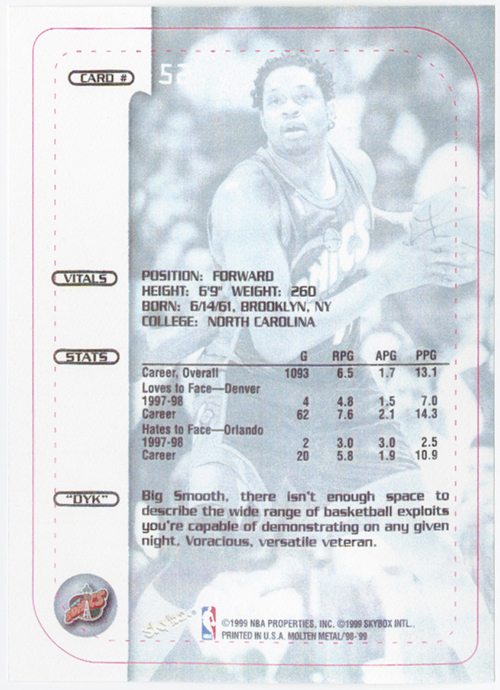 CARD # 52
VITALS
POSITION: FORWARD
HEIGHT: 6'9" WEIGHT: 260
BORN: 6/14/61, BROOKLYN, NY
COLLEGE: NORTH CAROLINA
STATS
G RPG APG PPG
Career, Overall 1093 6.5 1.7 13.1
Loves to Face—Denver
1997-98 4 4.8 1.5 7.0
Career 62 7.6 2.1 14.3
Hates to Face—Orlando
1997-98 2 3.0 3.0 2.5
Career 20 5.8 1.9 10.9
"DYK"
Big Smooth, there isn't enough space to
describe the wide range of basketball exploits
you're capable of demonstrating on any given
night. Voracious, versatile veteran.
SONICS
SkyBox
©1999 NBA PROPERTIES, INC. ©1999 SKYBOX INTL.
PRINTED IN U.S.A. MOLTEN METAL/'98-'99